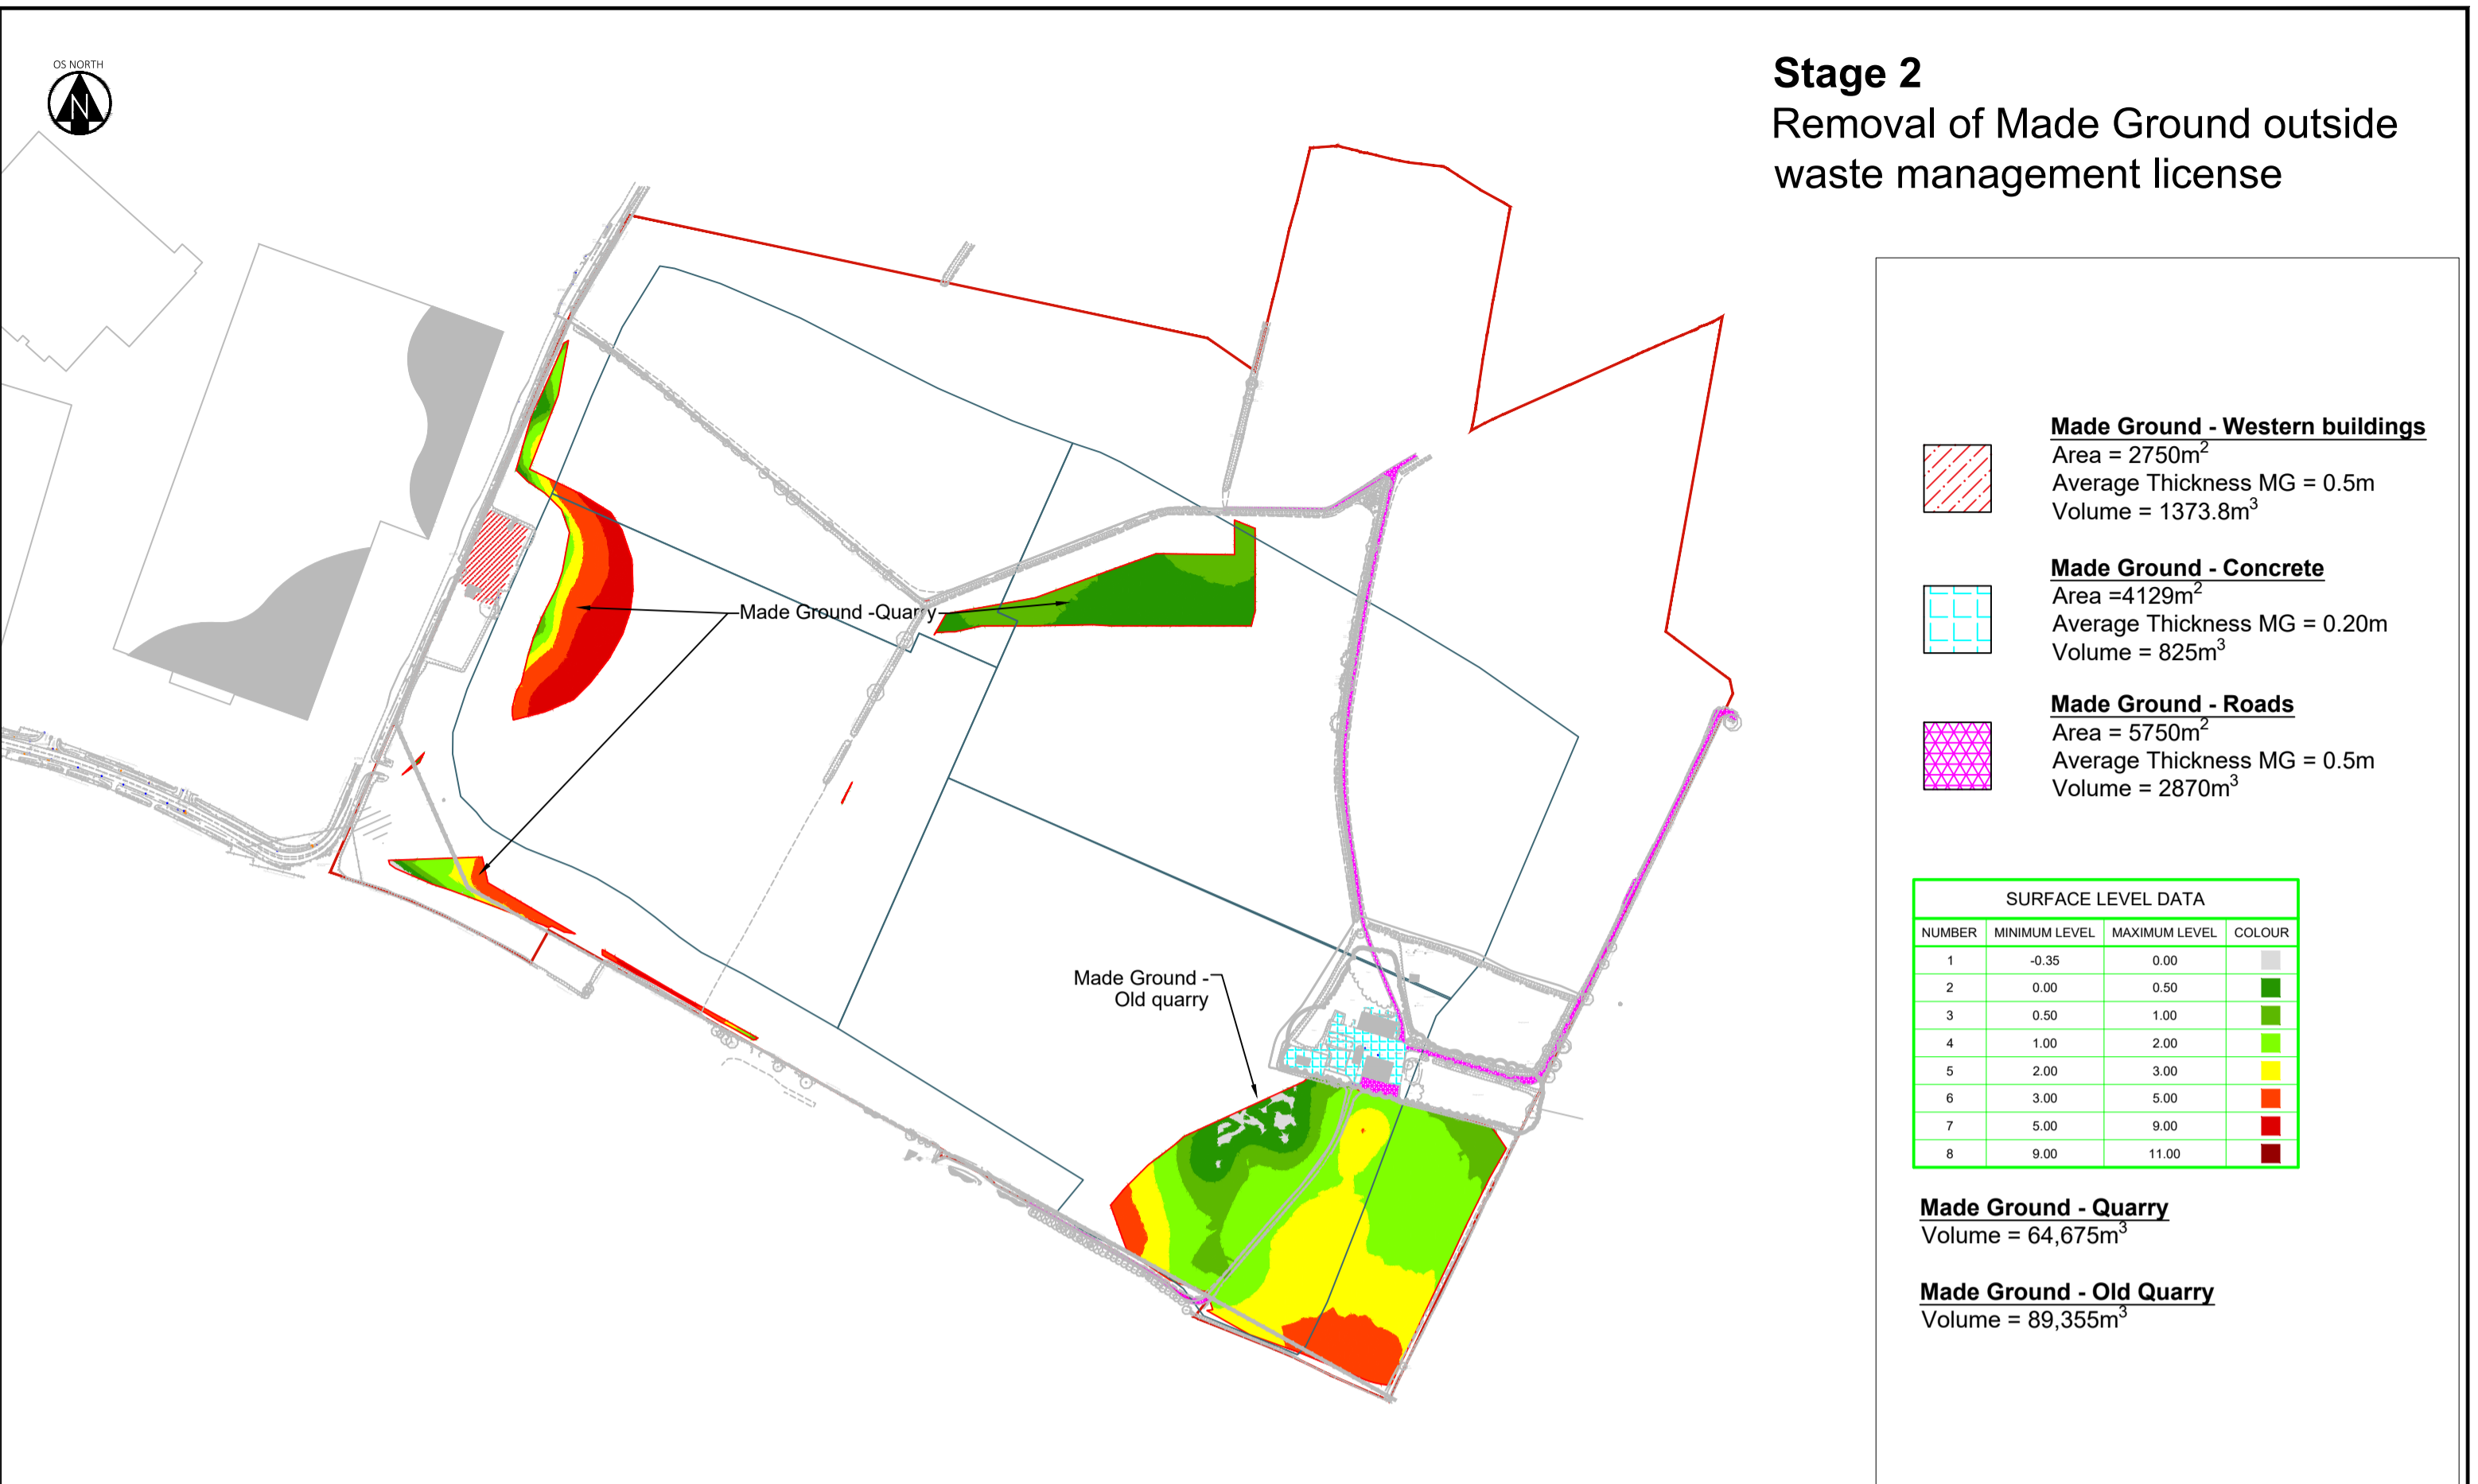 OS NORTH
N
Stage 2
Removal of Made Ground outside
waste management license
Made Ground -Quarry
Made Ground -
Old quarry
Made Ground - Western buildings
Area = 2750m²
Average Thickness MG = 0.5m
Volume = 1373.8m³
Made Ground - Concrete
Area =4129m²
Average Thickness MG = 0.20m
Volume = 825m³
Made Ground - Roads
Area = 5750m²
Average Thickness MG = 0.5m
Volume = 2870m³
SURFACE LEVEL DATA
NUMBER MINIMUM LEVEL MAXIMUM LEVEL COLOUR
1 -0.35 0.00
2 0.00 0.50
3 0.50 1.00
4 1.00 2.00
5 2.00 3.00
6 3.00 5.00
7 5.00 9.00
8 9.00 11.00
Made Ground - Quarry
Volume = 64,675m³
Made Ground - Old Quarry
Volume = 89,355m³